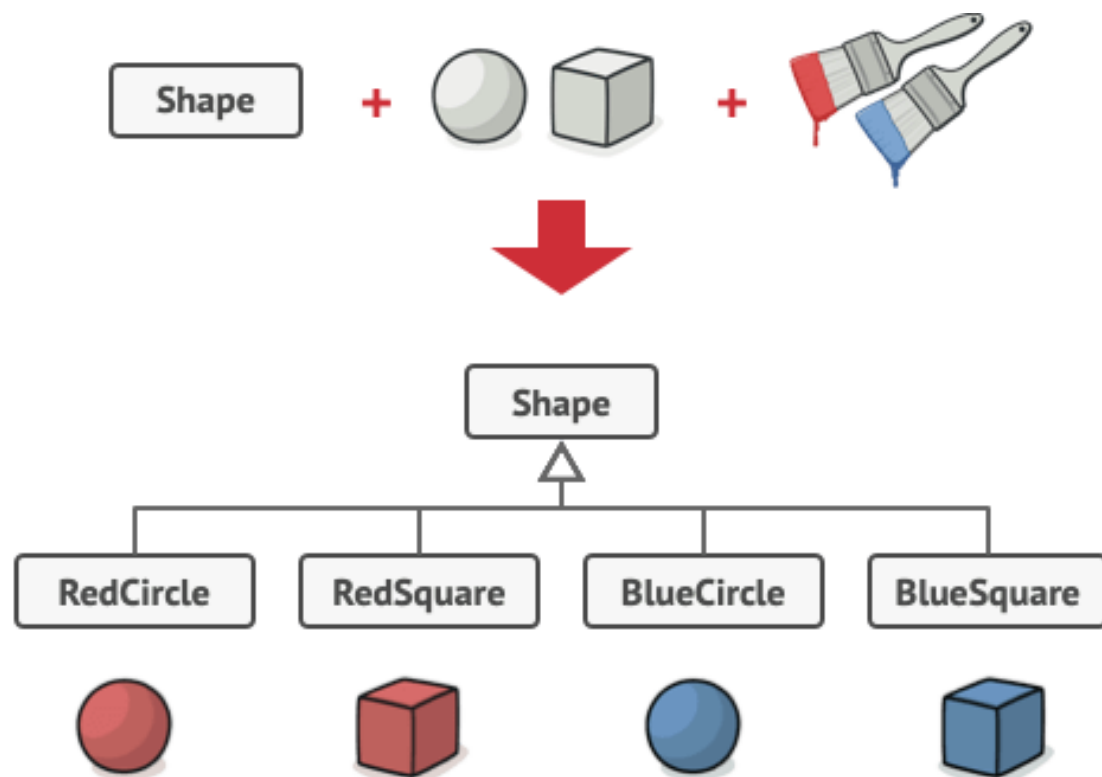 Shape
+
+
Shape
RedCircle
RedSquare
BlueCircle
BlueSquare